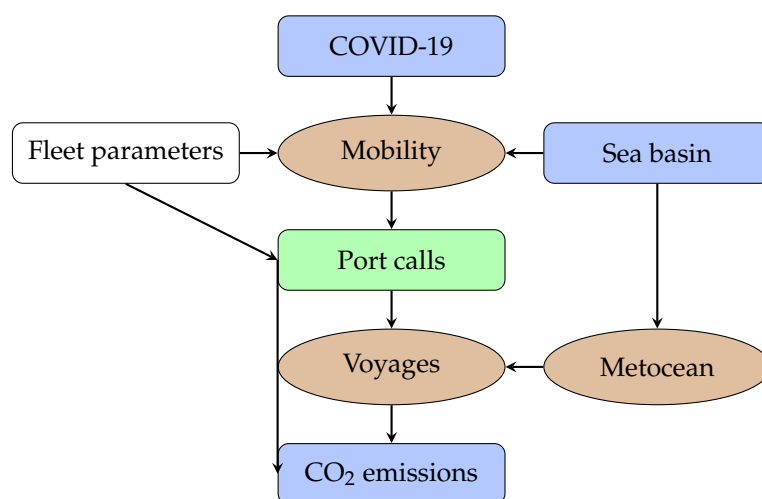 COVID-19
Fleet parameters
Mobility
Sea basin
Port calls
Voyages
Metocean
CO₂ emissions